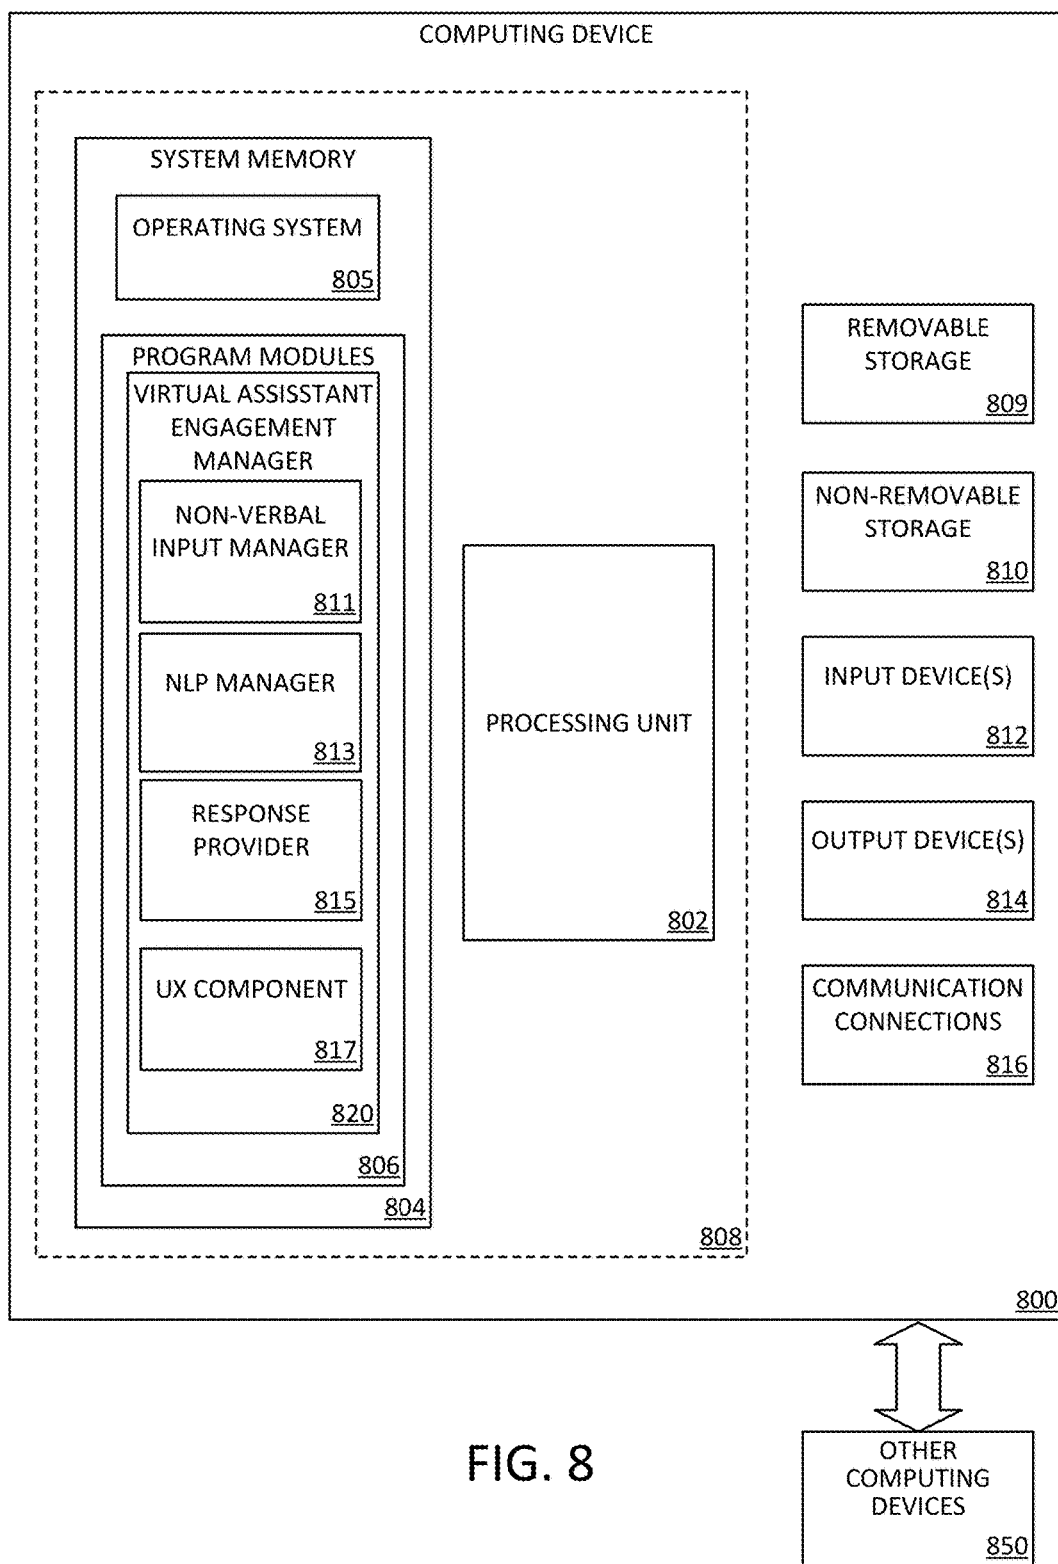 COMPUTING DEVICE
SYSTEM MEMORY
OPERATING SYSTEM
805
PROGRAM MODULES
VIRTUAL ASSISSTANT
ENGAGEMENT
MANAGER
NON-VERBAL
INPUT MANAGER
811
NLP MANAGER
813
RESPONSE
PROVIDER
815
UX COMPONENT
817
820
806
804
PROCESSING UNIT
802
808
REMOVABLE
STORAGE
809
NON-REMOVABLE
STORAGE
810
INPUT DEVICE(S)
812
OUTPUT DEVICE(S)
814
COMMUNICATION
CONNECTIONS
816
800
OTHER
COMPUTING
DEVICES
850
FIG. 8